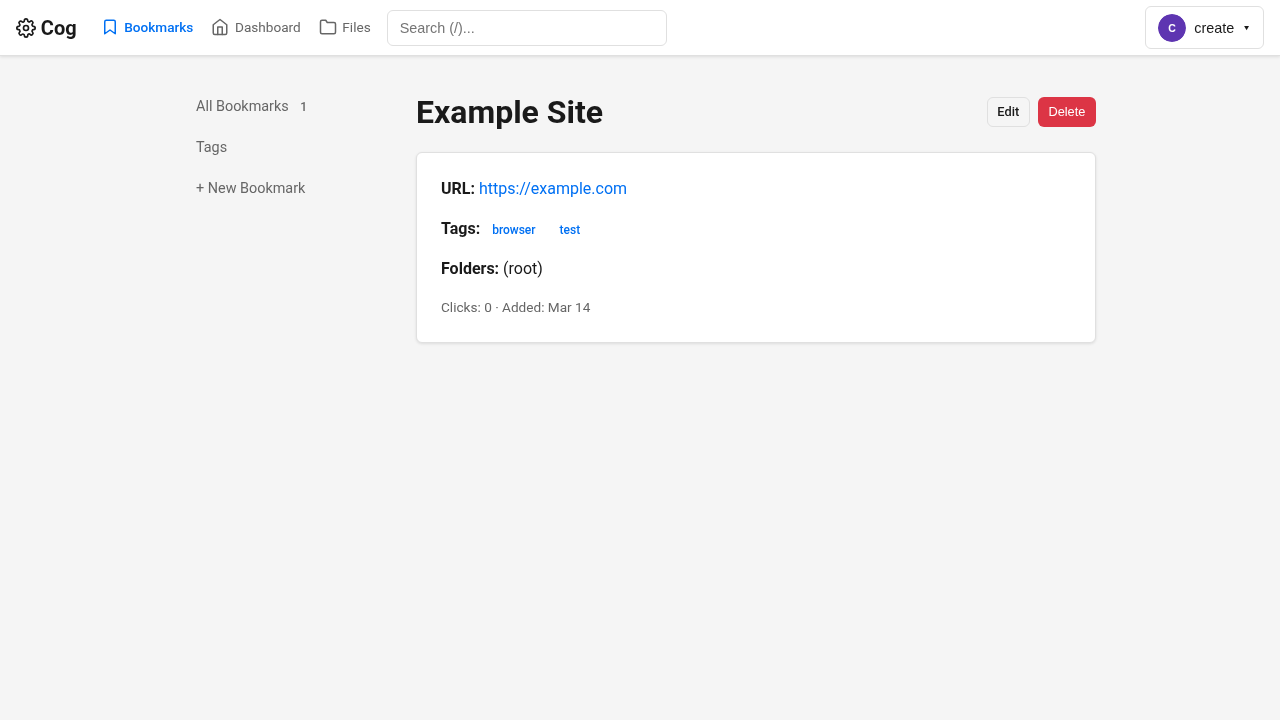 Cog Bookmarks Dashboard Files Search (/)... C create ▾
All Bookmarks 1
Tags
+ New Bookmark
Example Site Edit Delete
URL: https://example.com
Tags: browser test
Folders: (root)
Clicks: 0 · Added: Mar 14